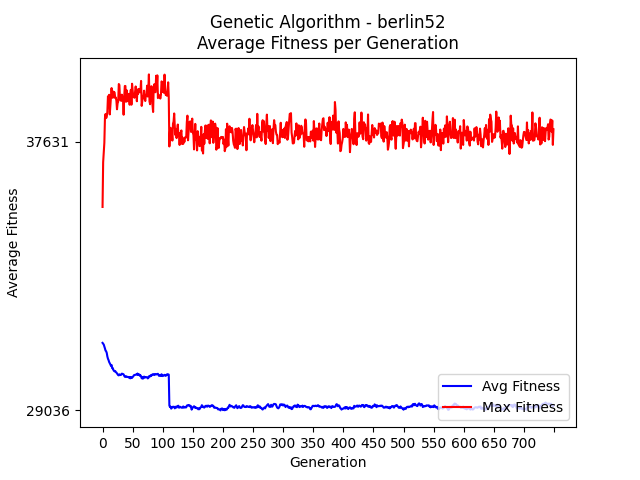 Genetic Algorithm - berlin52
Average Fitness per Generation
37631
29036
Average Fitness
Avg Fitness
Max Fitness
0 50 100 150 200 250 300 350 400 450 500 550 600 650 700
Generation